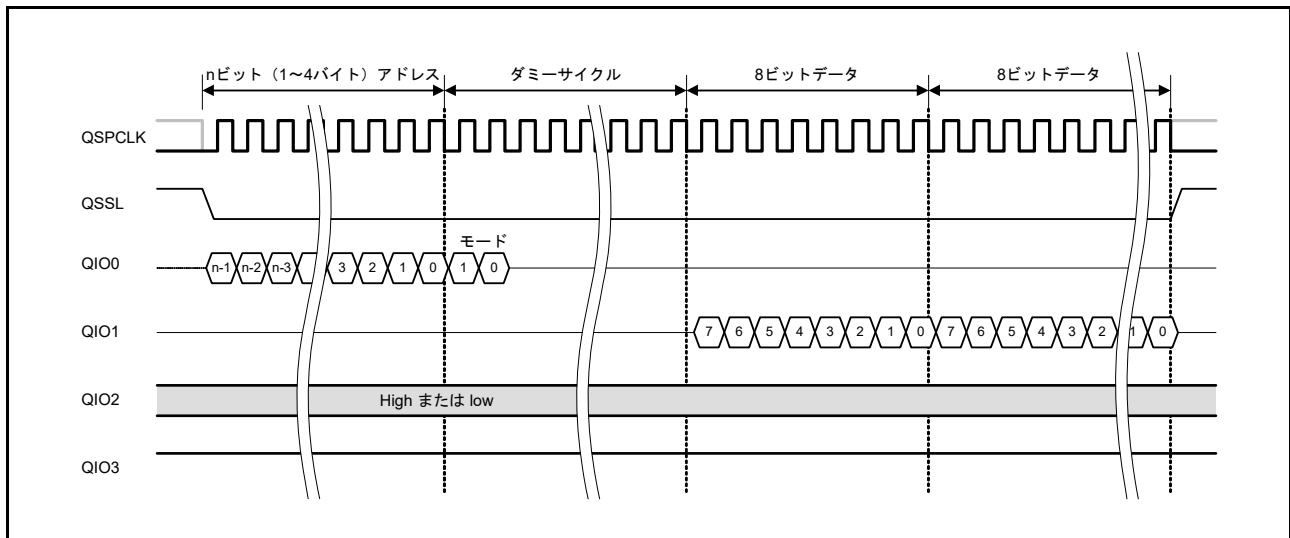 nビット（1～4バイト）アドレス ダミーサイクル 8ビットデータ 8ビットデータ
QSPCLK
QSSL
モード
QIO0 n-1 n-2 n-3 3 2 1 0 1 0
QIO1 7 6 5 4 3 2 1 0 7 6 5 4 3 2 1 0
QIO2 High または low
QIO3